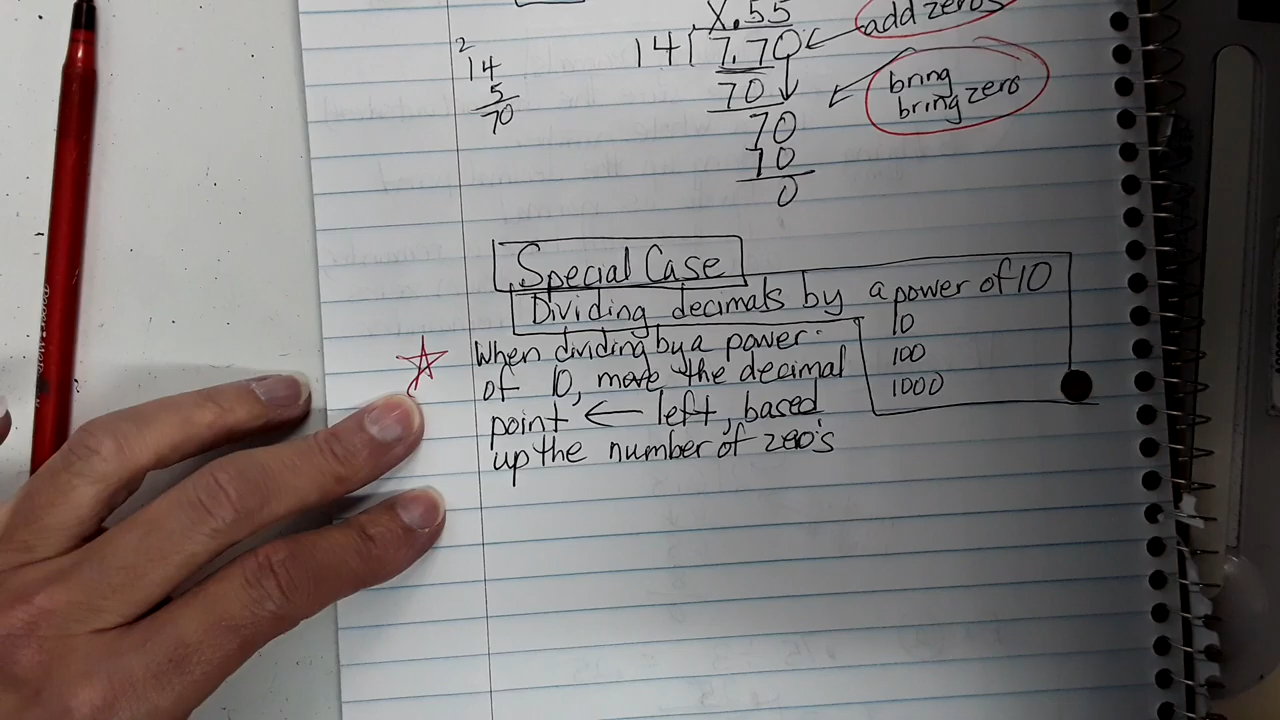 X.55
add zeros
14 7.70
2
14
5
70
70
bring
bring zero
70
70
0
Special Case
Dividing decimals by a power of 10
10
100
1000
When dividing by a power
of 10, move the decimal
point ← left, based
up the number of zero's